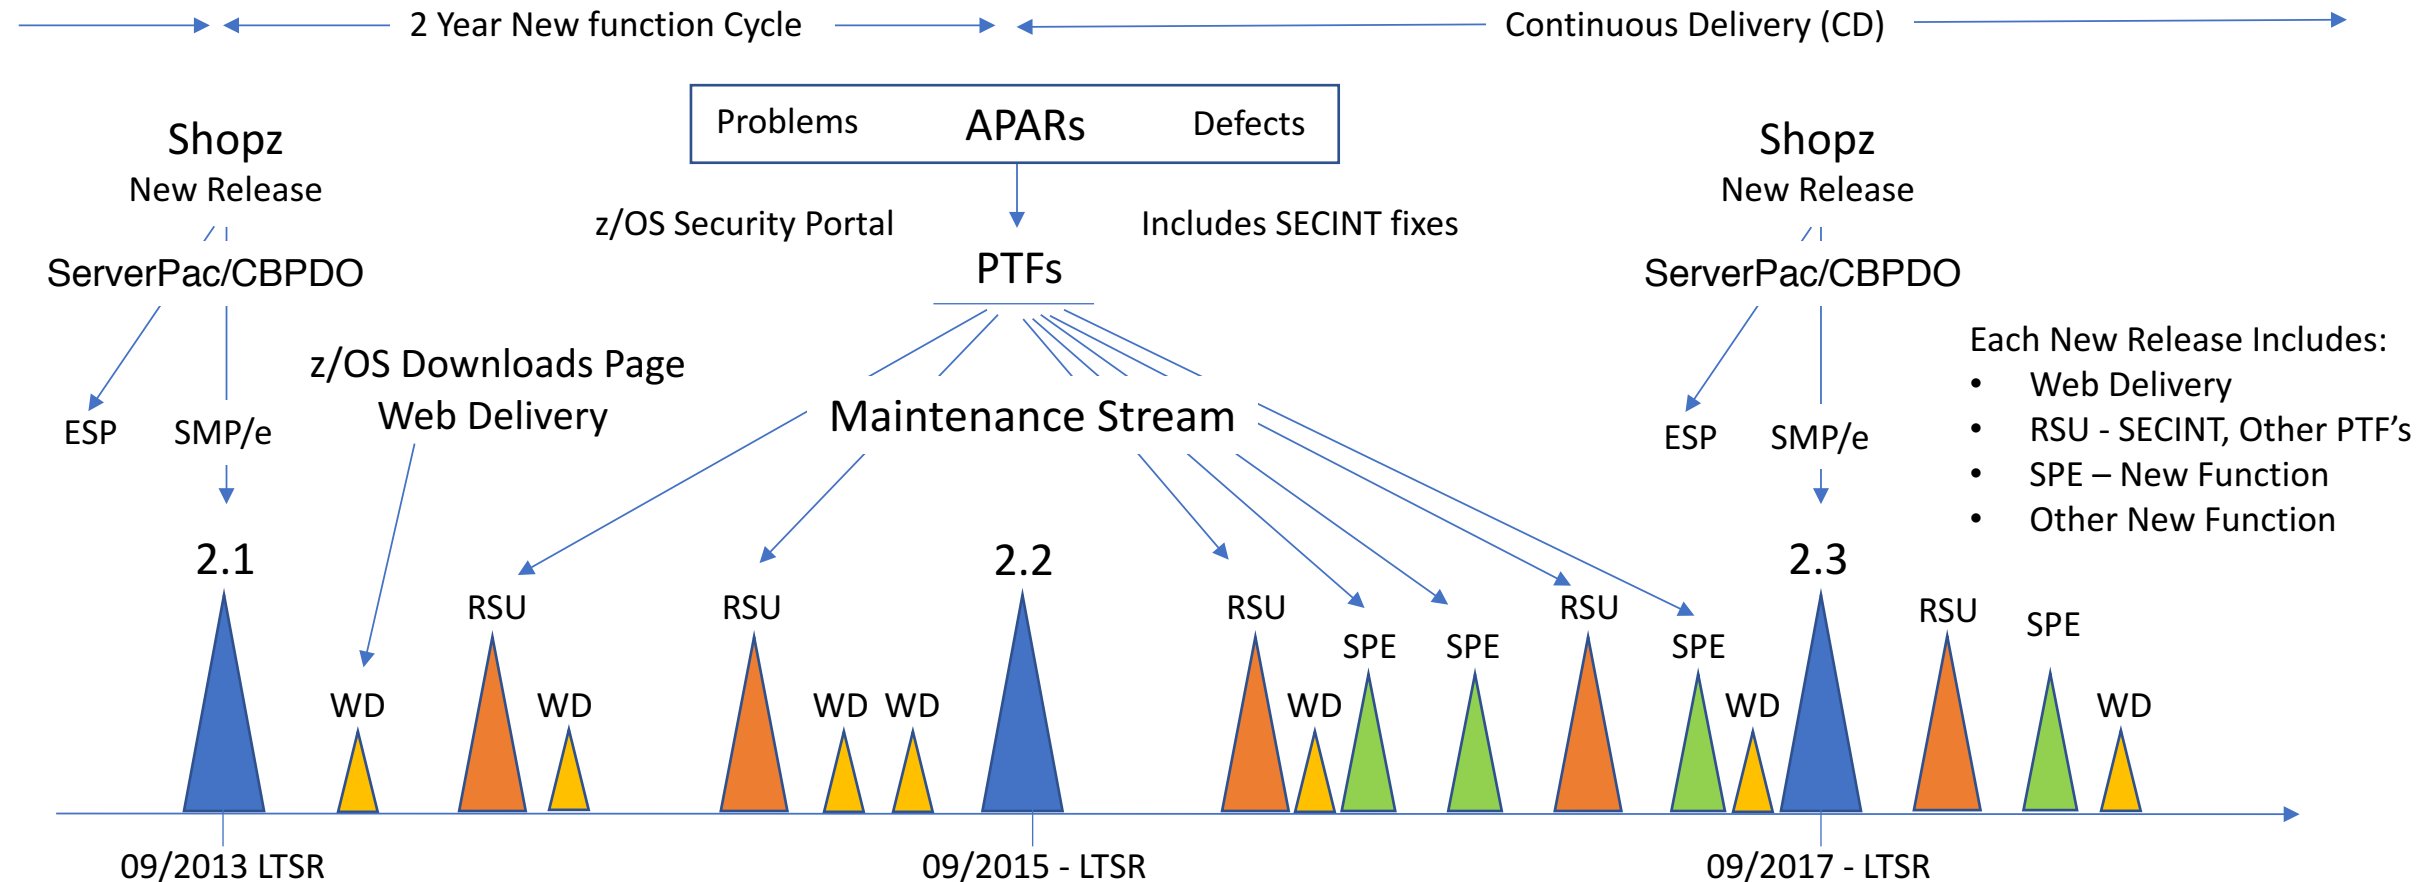 2 Year New function Cycle
Continuous Delivery (CD)
Problems APARs Defects
Shopz
New Release
ServerPac/CBPDO
ESP SMP/e
z/OS Security Portal
Includes SECINT fixes
PTFs
z/OS Downloads Page
Web Delivery
Maintenance Stream
Shopz
New Release
ServerPac/CBPDO
ESP SMP/e
Each New Release Includes:
• Web Delivery
• RSU - SECINT, Other PTF’s
• SPE – New Function
• Other New Function
2.1
WD
RSU
WD
RSU
WD WD
2.2
RSU
WD
SPE
SPE
RSU
SPE
WD
2.3
RSU
SPE
WD
09/2013 LTSR
09/2015 - LTSR
09/2017 - LTSR